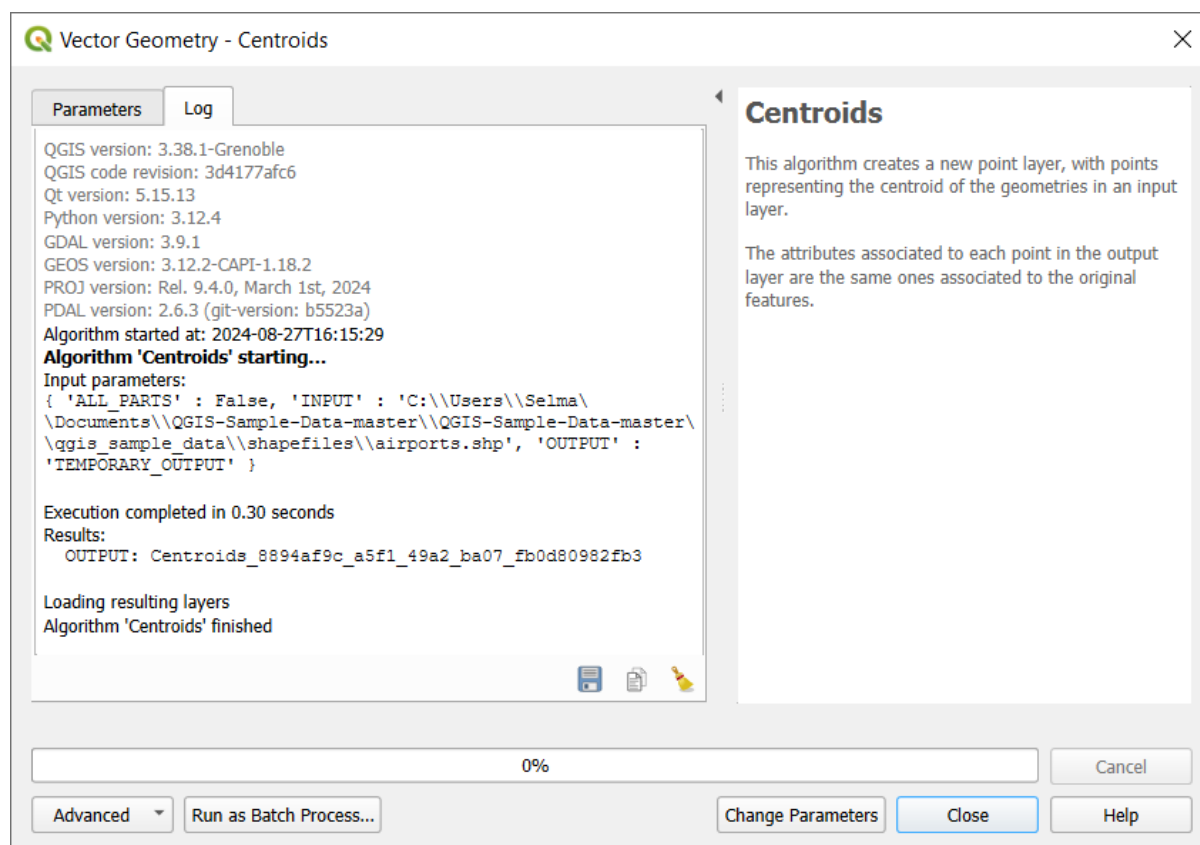 Vector Geometry - Centroids
Parameters
Log
QGIS version: 3.38.1-Grenoble
QGIS code revision: 3d4177afc6
Qt version: 5.15.13
Python version: 3.12.4
GDAL version: 3.9.1
GEOS version: 3.12.2-CAPI-1.18.2
PROJ version: Rel. 9.4.0, March 1st, 2024
PDAL version: 2.6.3 (git-version: b5523a)
Algorithm started at: 2024-08-27T16:15:29
Algorithm 'Centroids' starting...
Input parameters:
{ 'ALL_PARTS' : False, 'INPUT' : 'C:\\Users\\Selma\
\Documents\\QGIS-Sample-Data-master\\QGIS-Sample-Data-master\
\qgis_sample_data\\shapefiles\\airports.shp', 'OUTPUT' :
'TEMPORARY_OUTPUT' }
Execution completed in 0.30 seconds
Results:
OUTPUT: Centroids_8894af9c_a5f1_49a2_ba07_fb0d80982fb3
Loading resulting layers
Algorithm 'Centroids' finished
Centroids
This algorithm creates a new point layer, with points
representing the centroid of the geometries in an input
layer.
The attributes associated to each point in the output
layer are the same ones associated to the original
features.
0%
Cancel
Advanced
Run as Batch Process...
Change Parameters
Close
Help